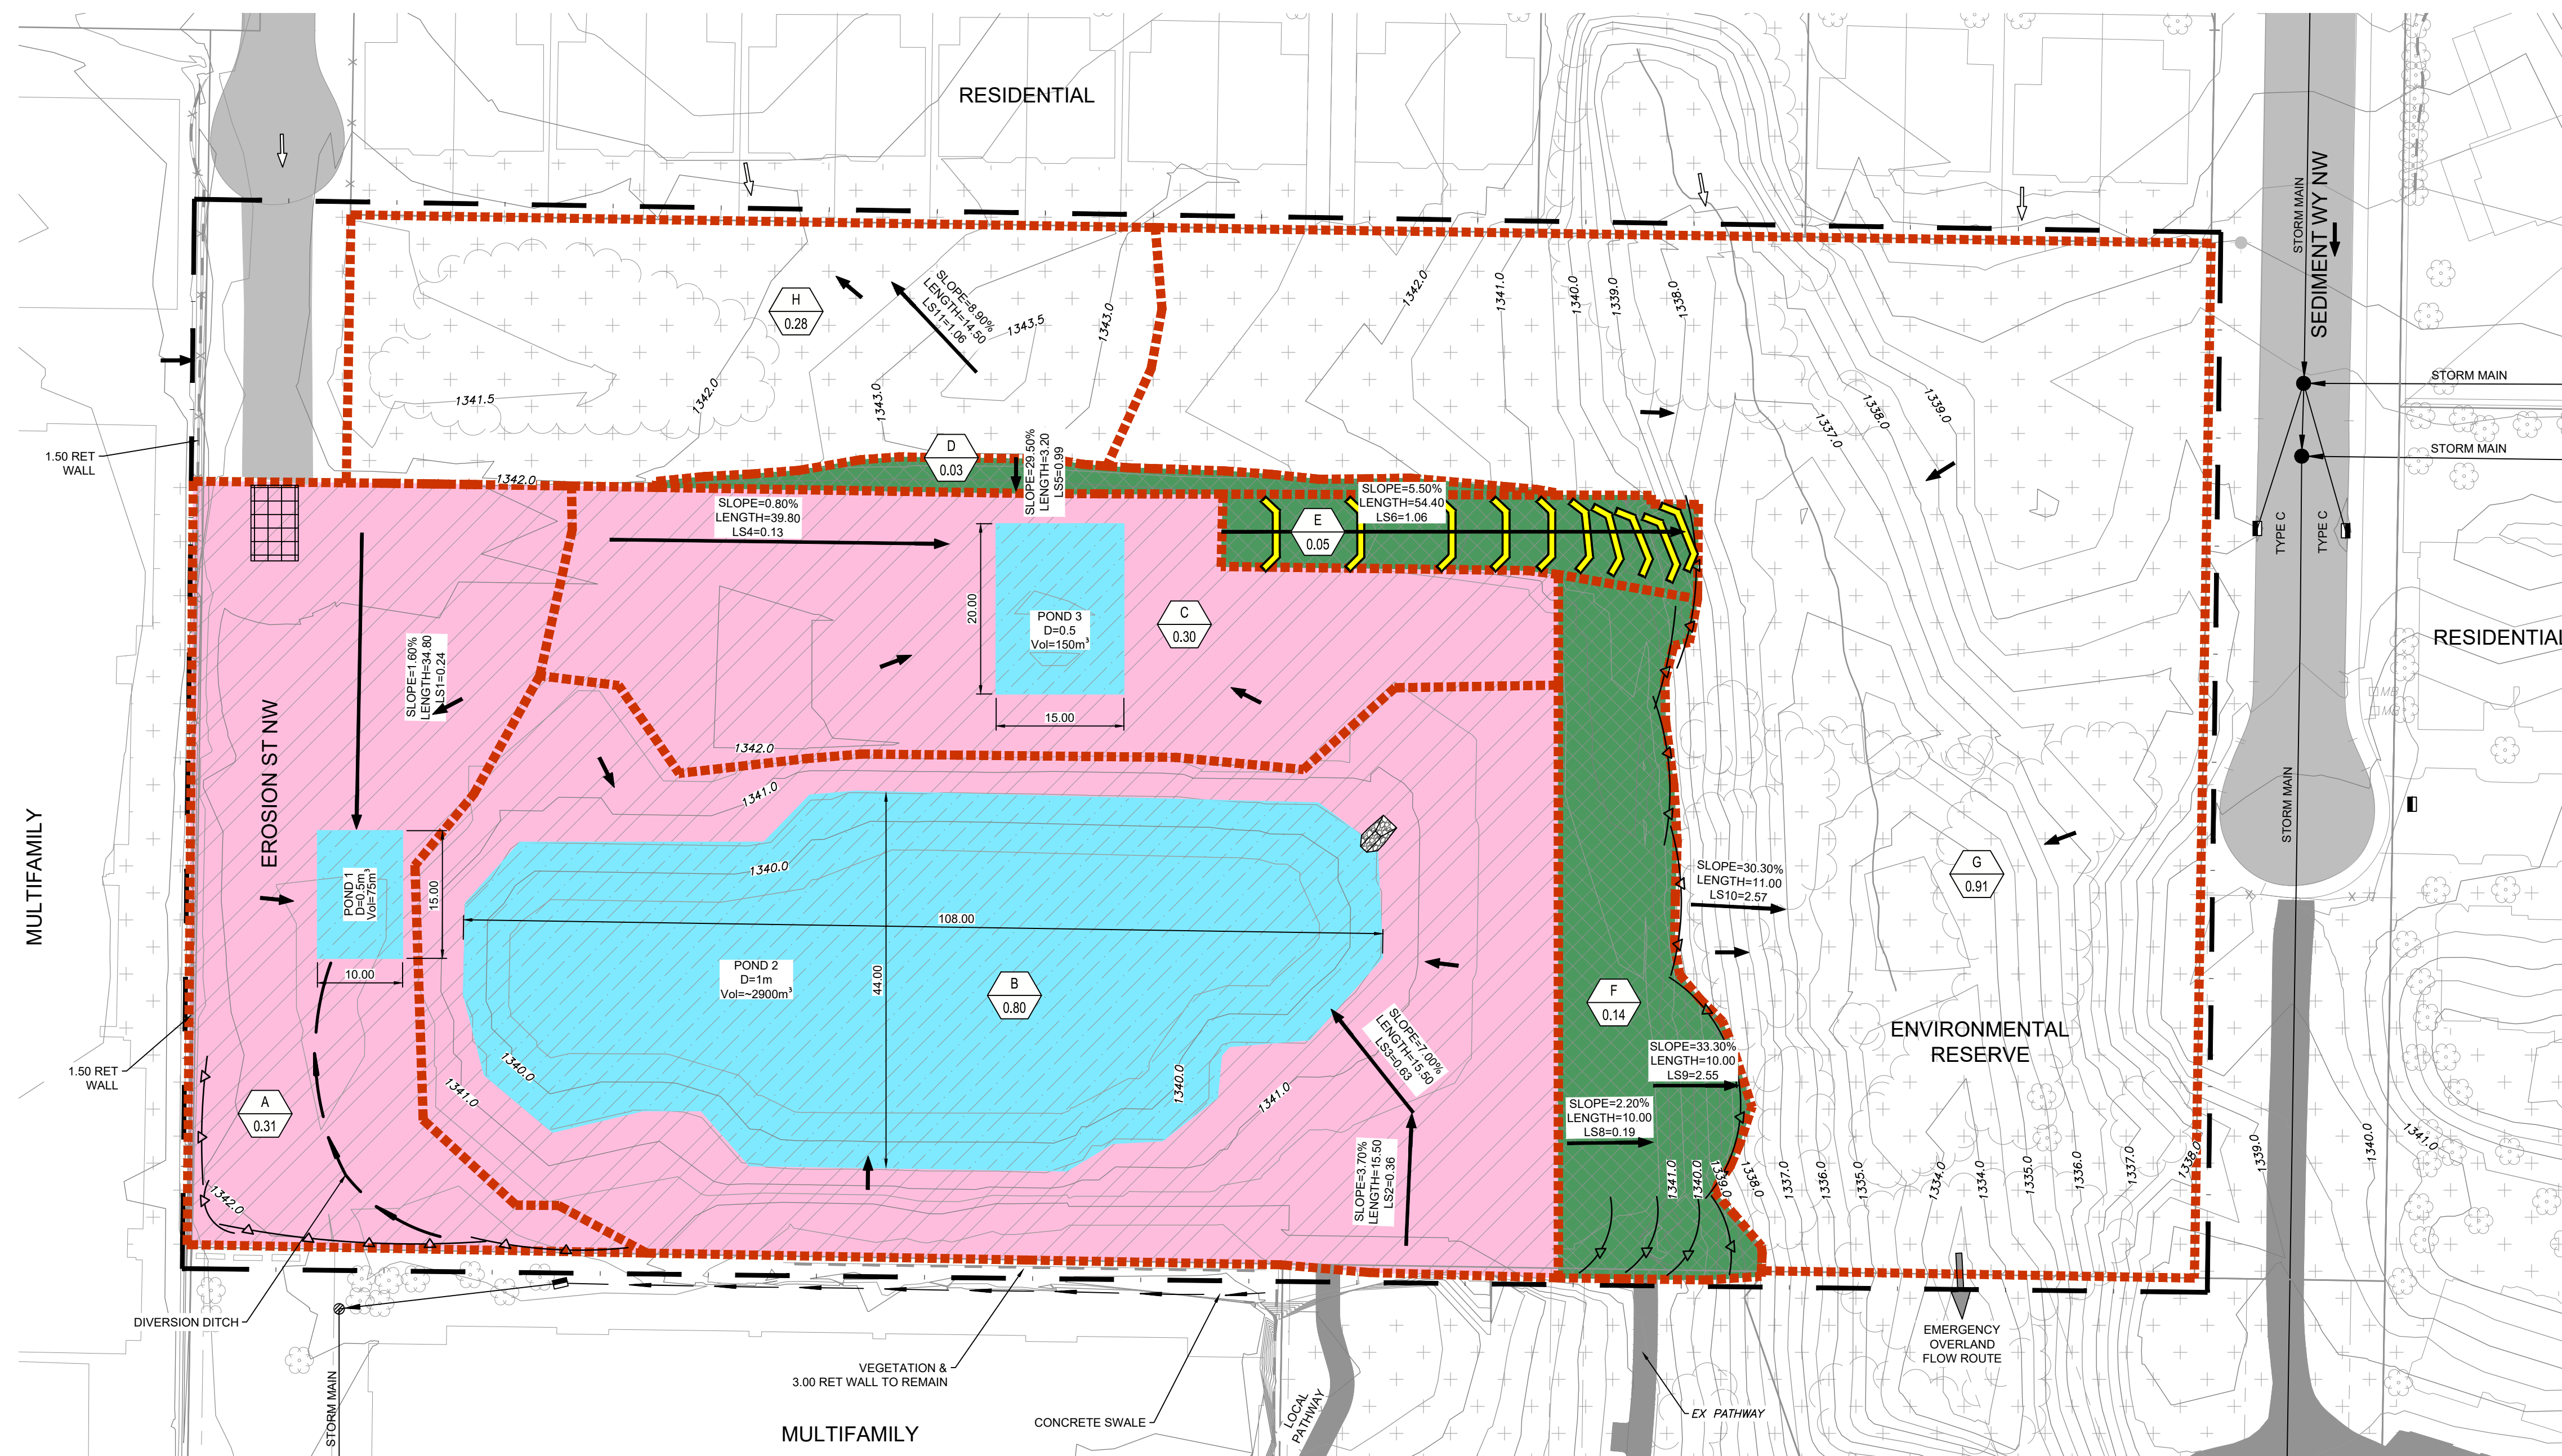 RESIDENTIAL
STORM MAIN
SEDIMENT WY NW
H
0.28
SLOPE=8.90%
LENGTH=14.50
LS11=1.06
1343.5
1343.0
1342.0
1341.0
1340.0
1339.0
1338.0
1341.5
1342.0
1343.0
1337.0
1338.0
1339.0
STORM MAIN
STORM MAIN
1.50 RET
WALL
D
0.03
SLOPE=29.50%
LENGTH=3.20
LS5=0.99
1342.0
SLOPE=0.80%
LENGTH=39.80
LS4=0.13
E
0.05
SLOPE=5.50%
LENGTH=54.40
LS6=1.06
TYPE C
TYPE C
20.00
POND 3
D=0.5
Vol=150m³
C
0.30
15.00
RESIDENTIAL
MB
MB
SLOPE=1.60%
LENGTH=34.80
LS1=0.24
EROSION ST NW
MULTIFAMILY
1342.0
1341.0
1340.0
STORM MAIN
POND 1
D=0.5m
Vol=75m³
15.00
10.00
108.00
44.00
POND 2
D=1m
Vol=~2900m³
B
0.80
SLOPE=30.30%
LENGTH=11.00
LS10=2.57
G
0.91
F
0.14
ENVIRONMENTAL
RESERVE
SLOPE=7.00%
LENGTH=15.50
LS3=0.63
SLOPE=33.30%
LENGTH=10.00
LS9=2.55
SLOPE=2.20%
LENGTH=10.00
LS8=0.19
SLOPE=3.70%
LENGTH=15.50
LS2=0.36
1.50 RET
WALL
A
0.31
1340.0
1341.0
1340.0
1341.0
1342.0
1341.0
1340.0
1339.0
1338.0
1337.0
1336.0
1335.0
1334.0
1334.0
1335.0
1336.0
1337.0
1338.0
1339.0
1340.0
1341.0
DIVERSION DITCH
STORM MAIN
VEGETATION &
3.00 RET WALL TO REMAIN
MULTIFAMILY
CONCRETE SWALE
LOCAL
PATHWAY
EX PATHWAY
EMERGENCY
OVERLAND
FLOW ROUTE